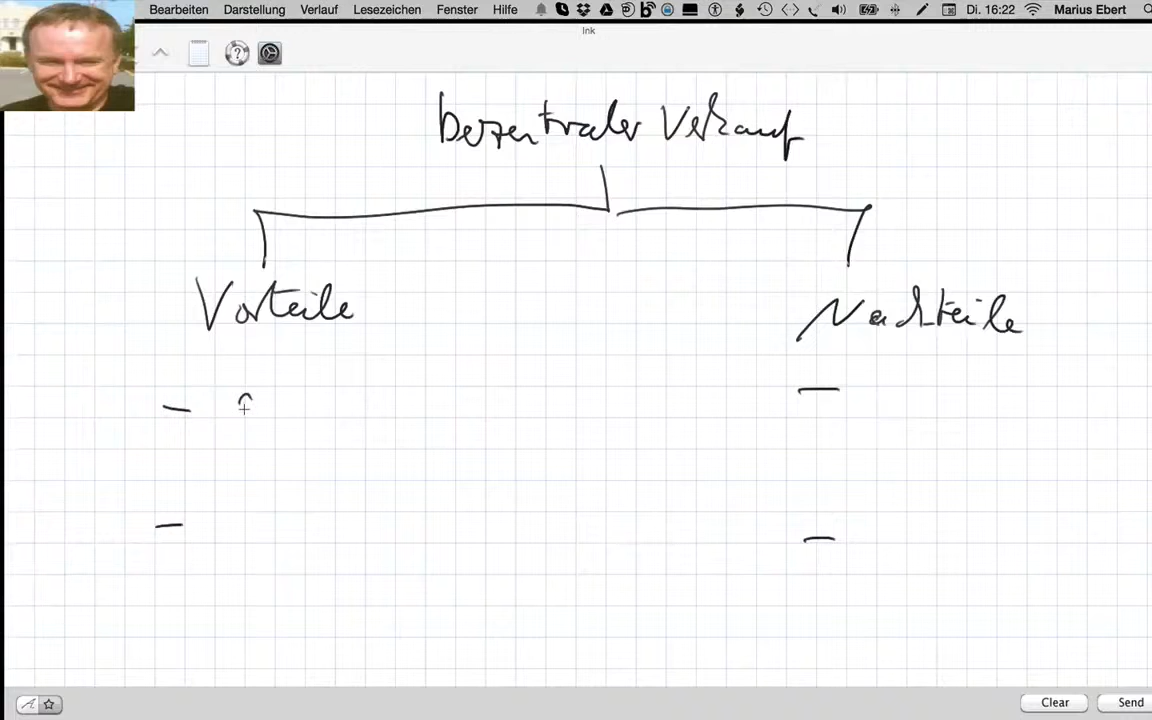 Bearbeiten Darstellung Verlauf Lesezeichen Fenster Hilfe Di. 16:22 Marius Ebert
Ink
dezentraler Verkauf
Vorteile Nachteile
–
–
–
–
Clear Send